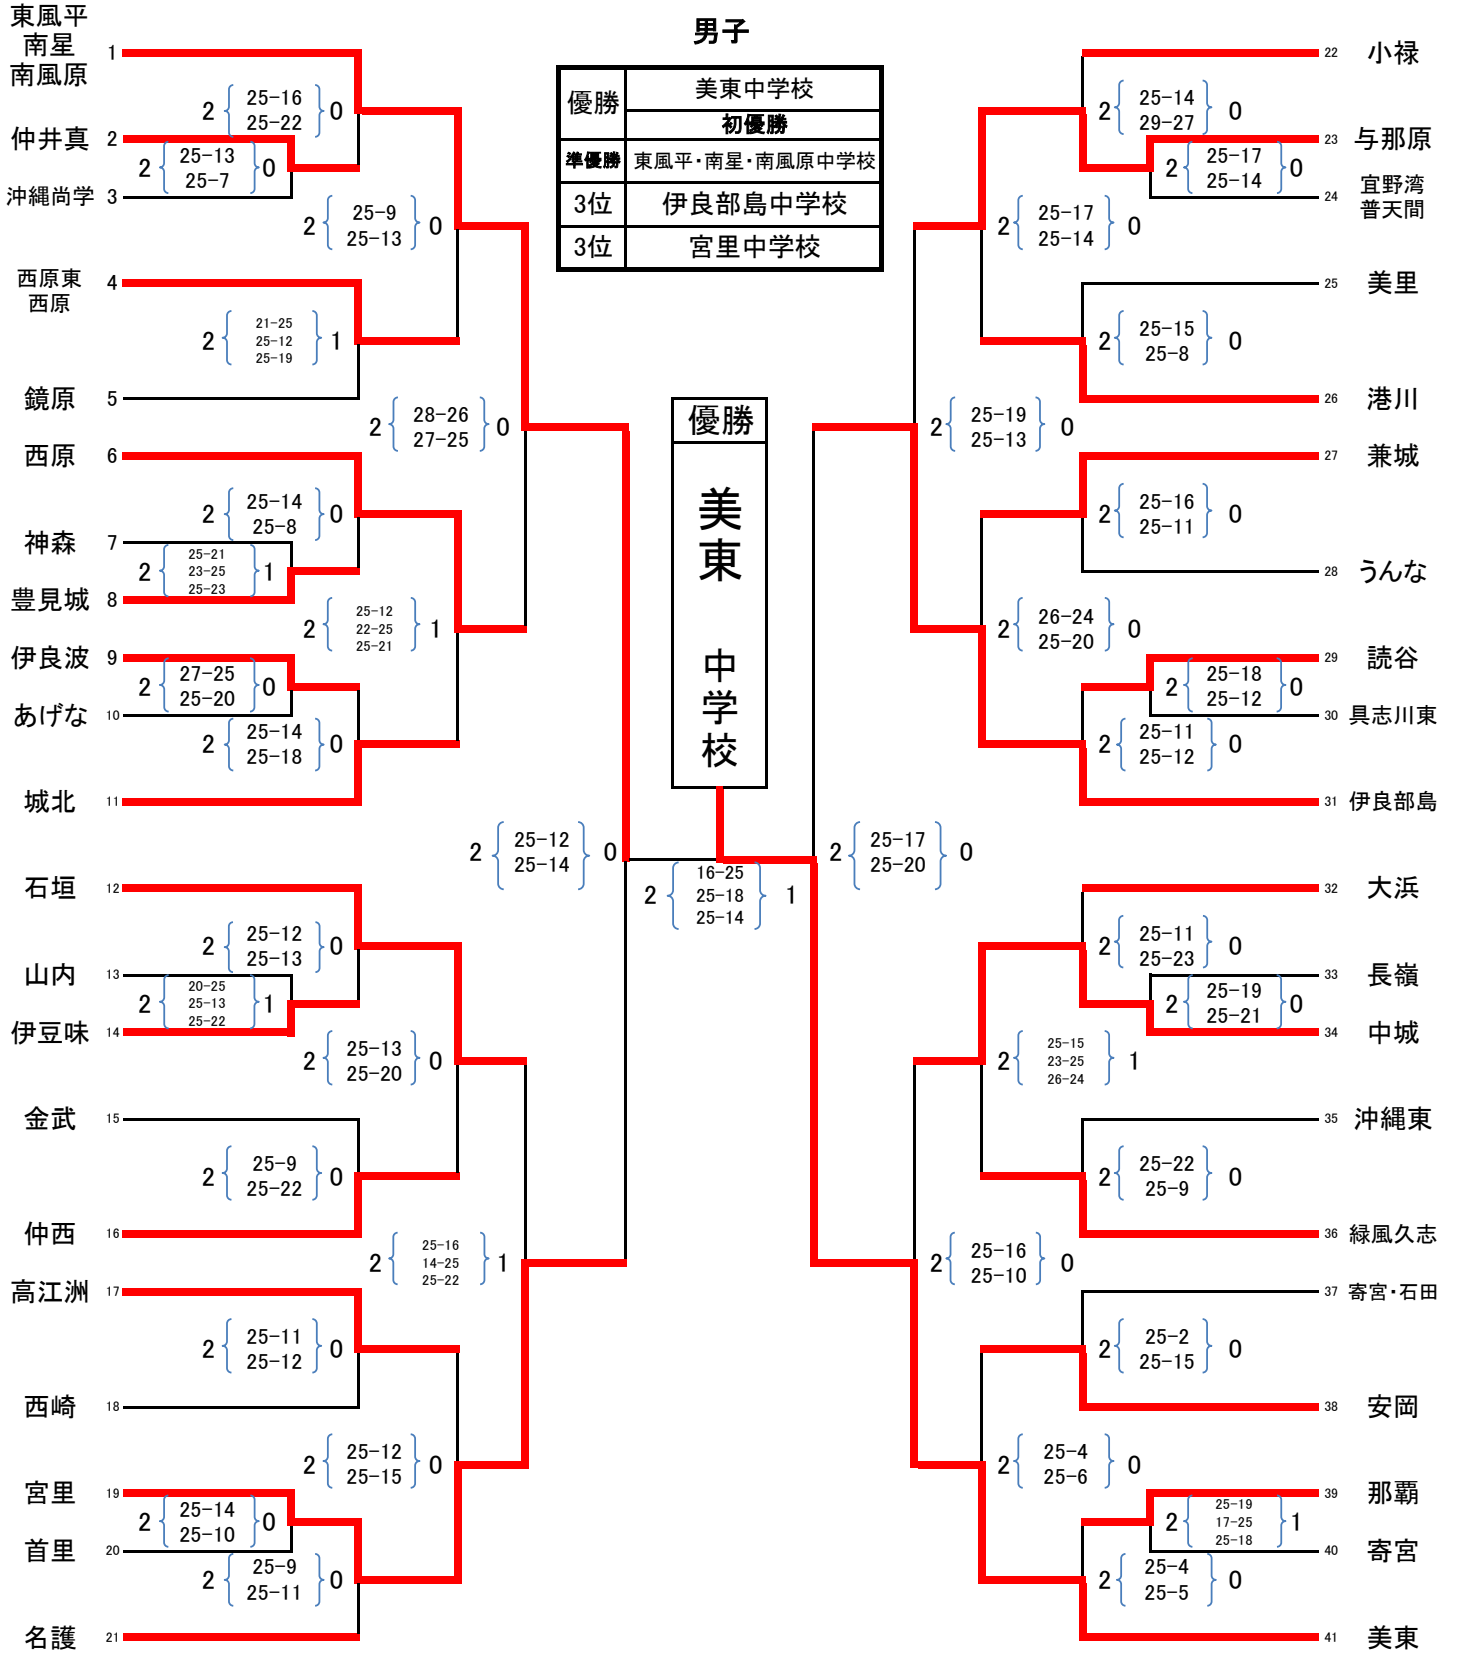 男子
優勝 美東中学校
初優勝
準優勝 東風平・南星・南風原中学校
3位 伊良部島中学校
3位 宮里中学校
優勝
美東
中学校
東風平
南星 1
南風原
2 25-16 0
25-22
仲井真 2
2 25-13 0
25-7
沖縄尚学 3
2 25-9 0
25-13
西原東 4
西原
2 21-25 1
25-12
25-19
鏡原 5
2 28-26 0
27-25
西原 6
2 25-14 0
25-8
神森 7
2 25-21 1
23-25
25-23
豊見城 8
2 25-12 1
22-25
25-21
伊良波 9
2 27-25 0
25-20
あげな 10
2 25-14 0
25-18
城北 11
2 25-12 0
25-14
石垣 12
2 25-12 0
25-13
山内 13
2 20-25 1
25-13
25-22
伊豆味 14
2 25-13 0
25-20
金武 15
2 25-9 0
25-22
仲西 16
2 25-16 1
14-25
25-22
高江洲 17
2 25-11 0
25-12
西崎 18
2 25-12 0
25-15
宮里 19
2 25-14 0
25-10
首里 20
2 25-9 0
25-11
名護 21
2 16-25 1
25-18
25-14
22 小禄
2 25-14 0
29-27
23 与那原
2 25-17 0
25-14
24 宜野湾
普天間
2 25-17 0
25-14
25 美里
2 25-15 0
25-8
26 港川
2 25-19 0
25-13
27 兼城
2 25-16 0
25-11
28 うんな
2 26-24 0
25-20
29 読谷
2 25-18 0
25-12
30 具志川東
2 25-11 0
25-12
31 伊良部島
2 25-17 0
25-20
32 大浜
2 25-11 0
25-23
33 長嶺
2 25-19 0
25-21
34 中城
2 25-15 1
23-25
26-24
35 沖縄東
2 25-22 0
25-9
36 緑風久志
2 25-16 0
25-10
37 寄宮・石田
2 25-2 0
25-15
38 安岡
2 25-4 0
25-6
39 那覇
2 25-19 1
17-25
25-18
40 寄宮
2 25-4 0
25-5
41 美東